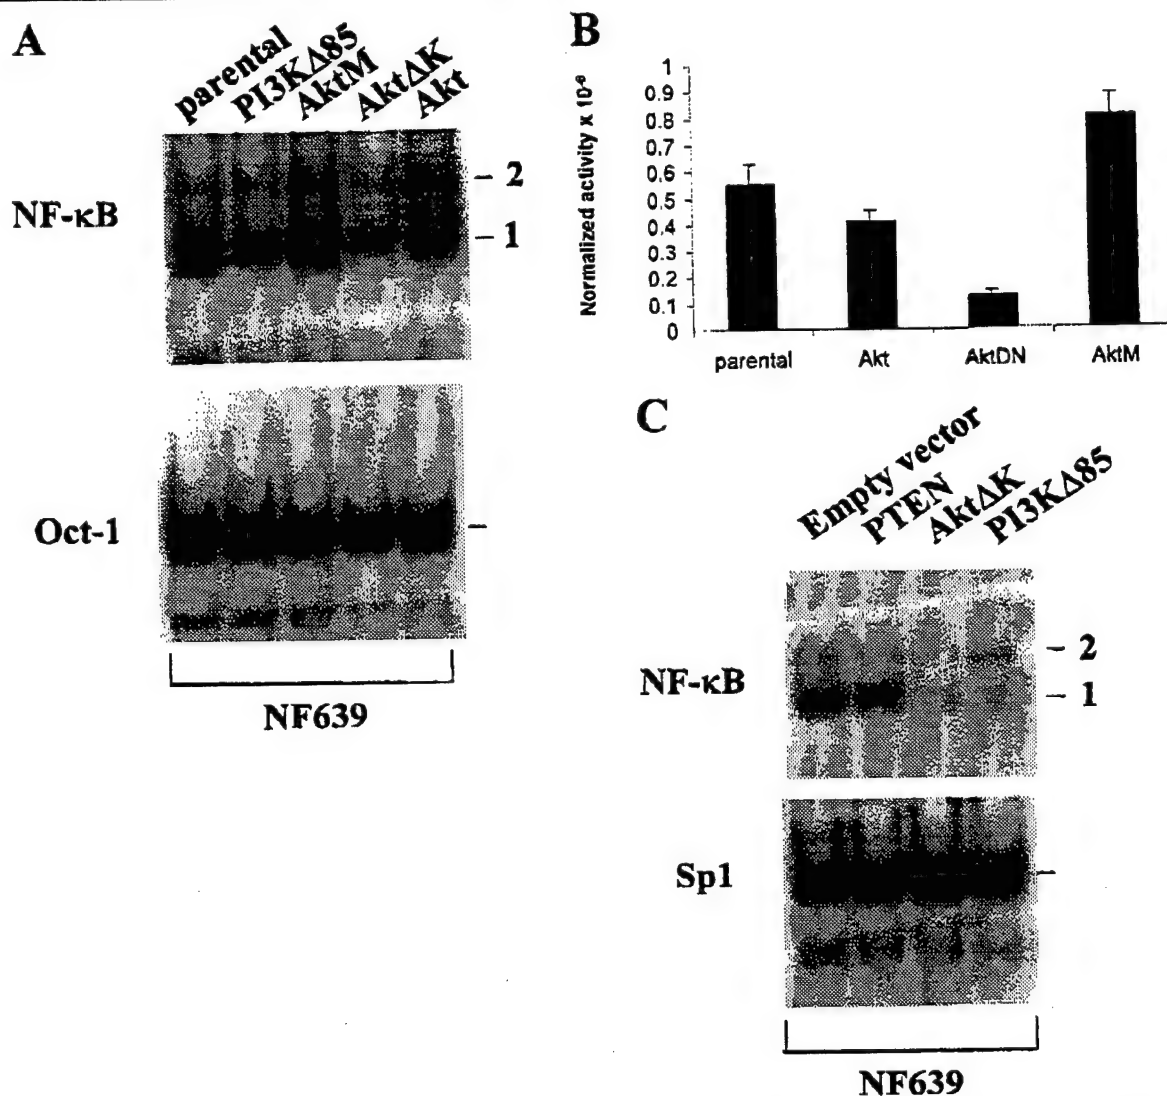 A
parental
PI3KΔ85
AktM
AktΔK
Akt
NF-κB
2
1
Oct-1
NF639
B
Normalized activity x 10⁻⁶
1
0.9
0.8
0.7
0.6
0.5
0.4
0.3
0.2
0.1
0
parental
Akt
AktDN
AktM
C
Empty vector
PTEN
AktΔK
PI3KΔ85
NF-κB
2
1
Sp1
NF639